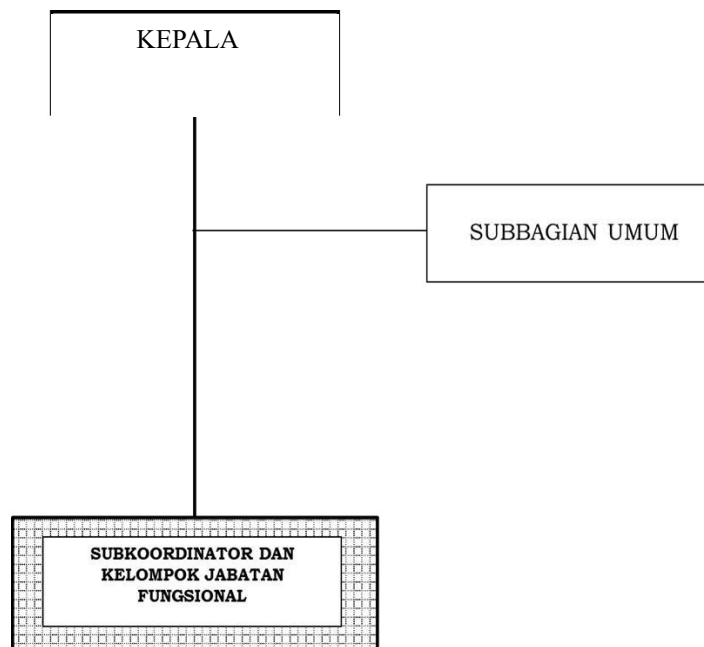 KEPALA
SUBBAGIAN UMUM
SUBKOORDINATOR DAN
KELOMPOK JABATAN
FUNGSIONAL